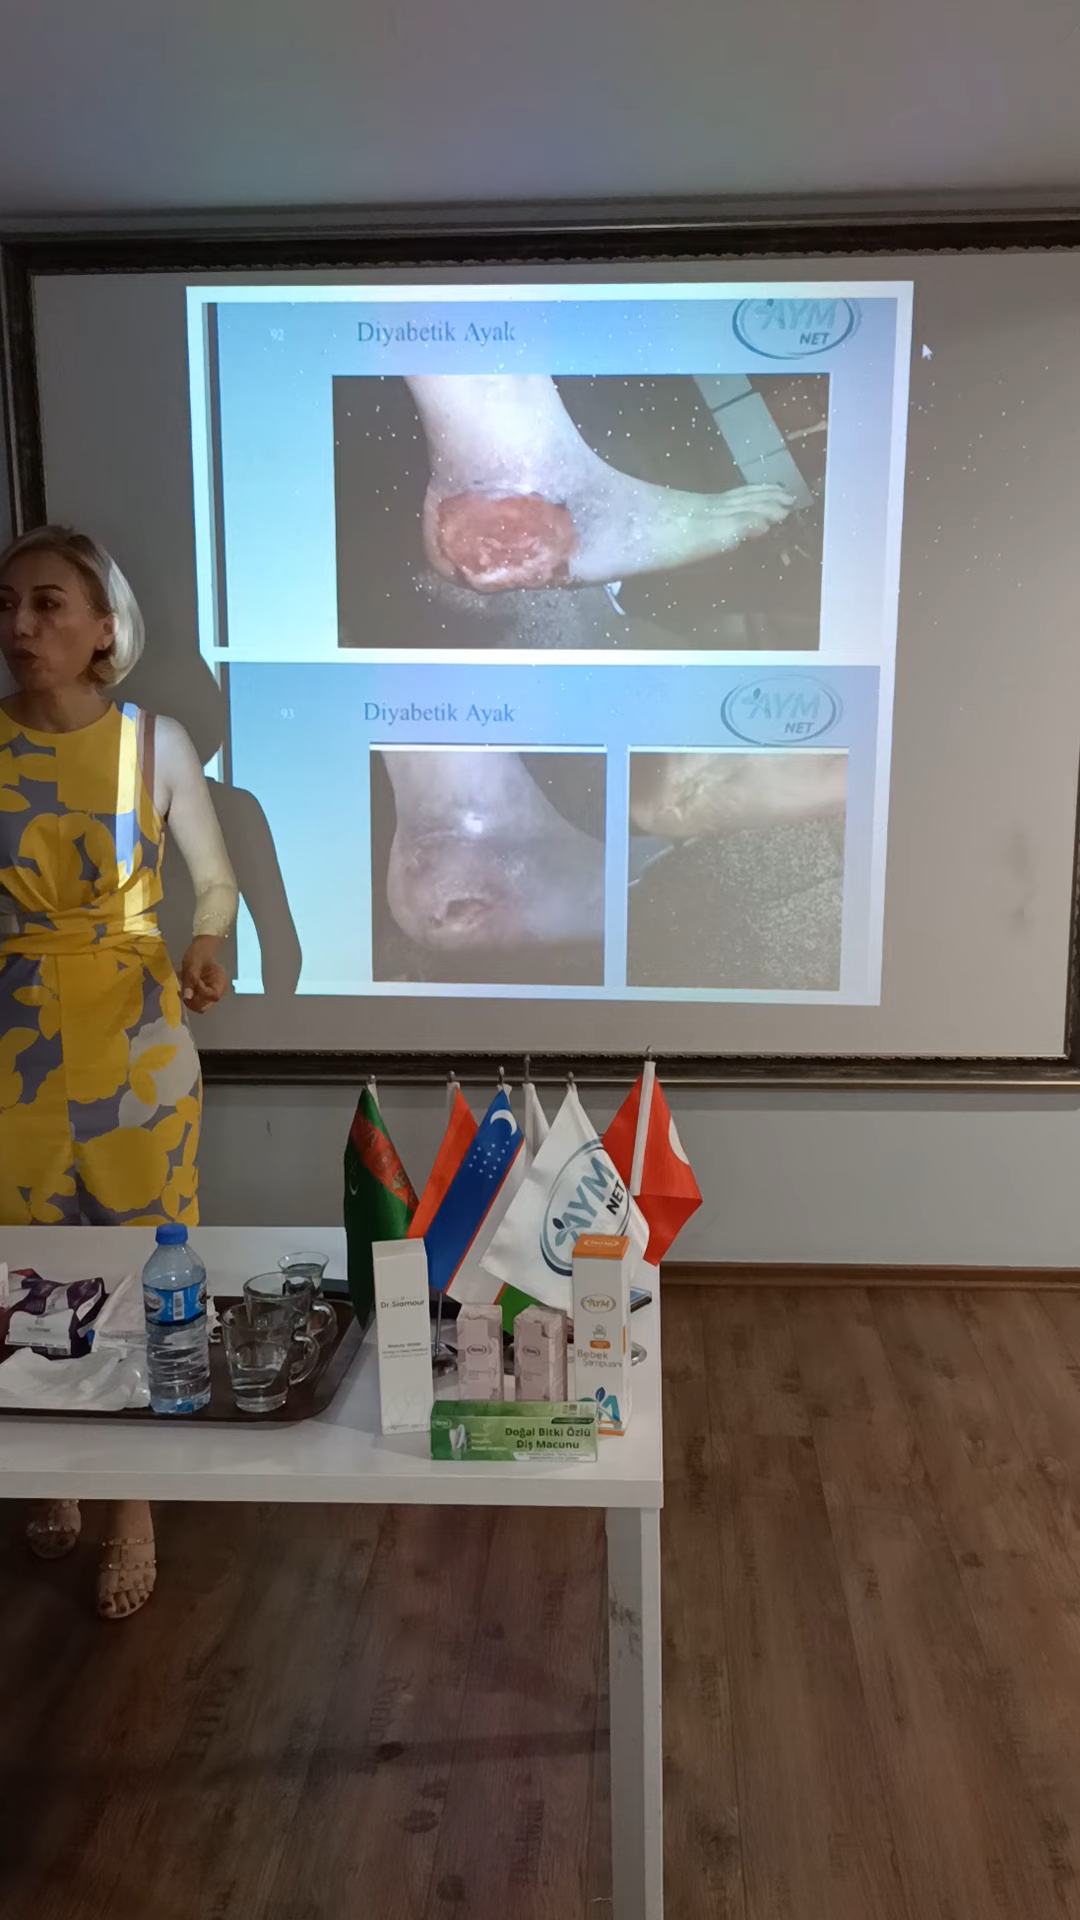 92
Diyabetik Ayak
AYM
NET
93
Diyabetik Ayak
AYM
NET
AYM
NET
Dr.Siamour
AYM
Bebek
Şampuanı
Doğal Bitki Özlü
Diş Macunu